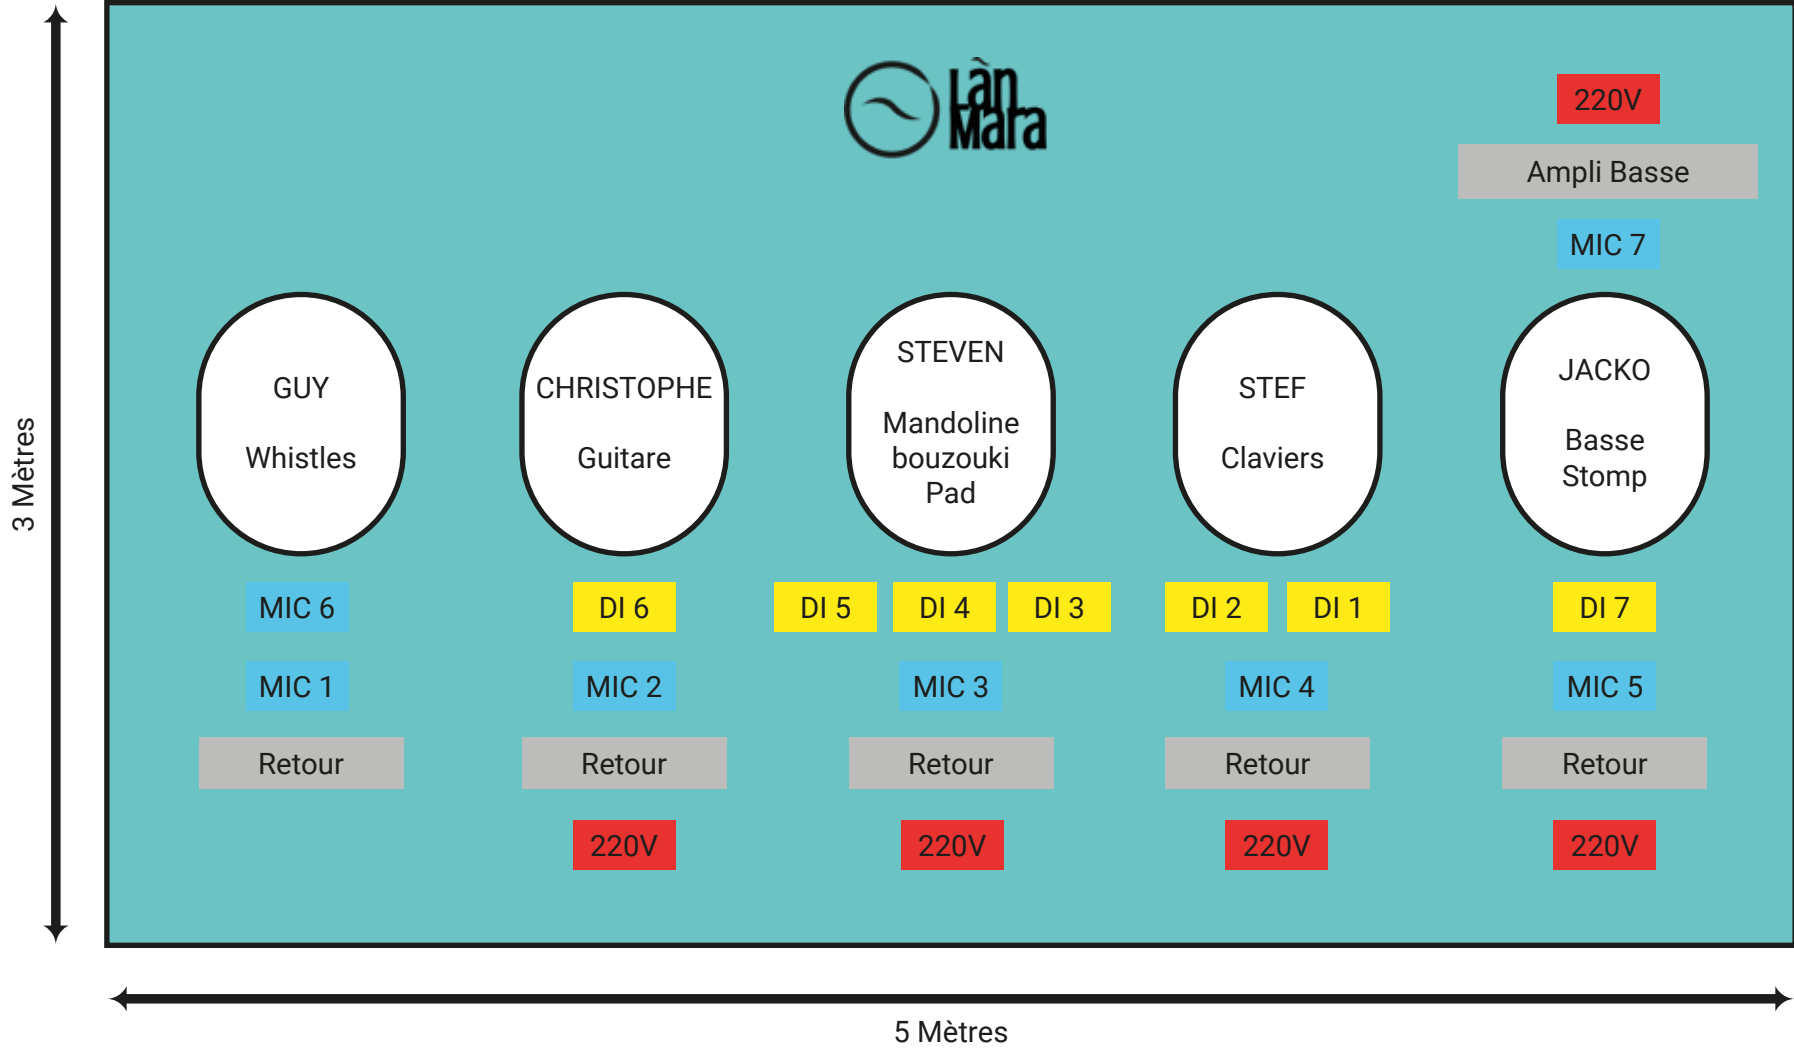 Làn
Mara
220V
Ampli Basse
MIC 7
GUY
Whistles
CHRISTOPHE
Guitare
STEVEN
Mandoline
bouzouki
Pad
STEF
Claviers
JACKO
Basse
Stomp
MIC 6
DI 6
DI 5
DI 4
DI 3
DI 2
DI 1
DI 7
MIC 1
MIC 2
MIC 3
MIC 4
MIC 5
Retour
Retour
Retour
Retour
Retour
220V
220V
220V
220V
3 Mètres
5 Mètres